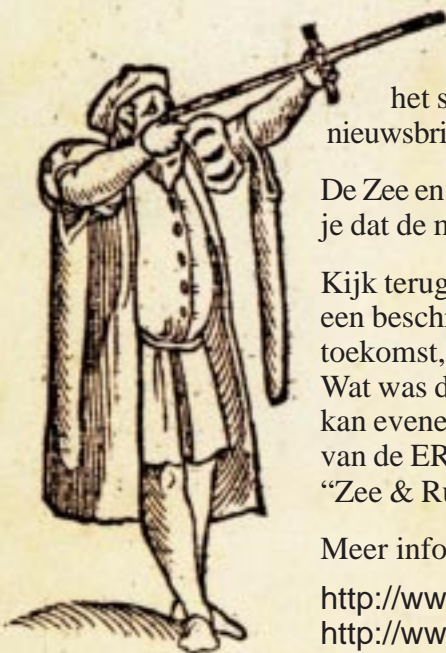 het s
nieuwsbri
De Zee en
je dat de n
Kijk terug
een besch
toekomst,
Wat was d
kan evene
van de ER
“Zee & Ru
Meer info
http://ww
http://ww